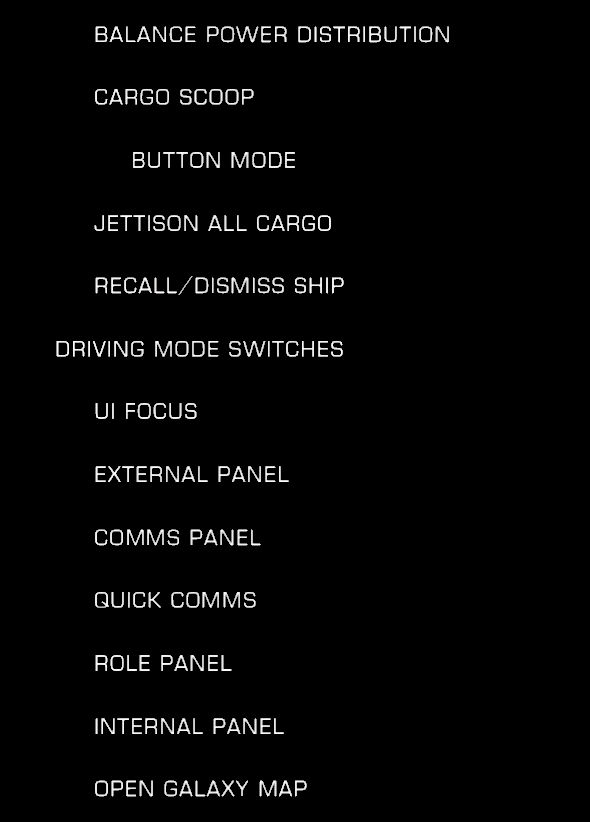 BALANCE POWER DISTRIBUTION
CARGO SCOOP
BUTTON MODE
JETTISON ALL CARGO
RECALL/DISMISS SHIP
DRIVING MODE SWITCHES
UI FOCUS
EXTERNAL PANEL
COMMS PANEL
QUICK COMMS
ROLE PANEL
INTERNAL PANEL
OPEN GALAXY MAP